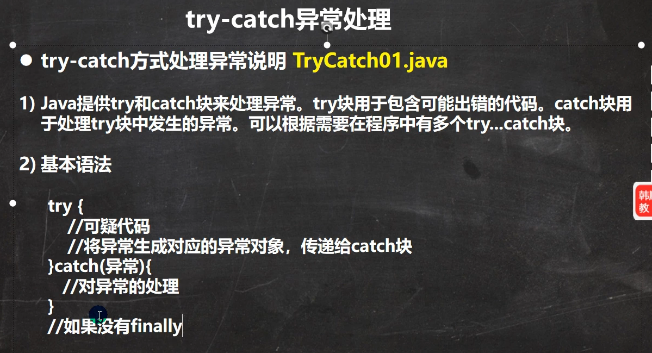 try-catch异常处理
● try-catch方式处理异常说明 TryCatch01.java
1) Java提供try和catch块来处理异常。try块用于包含可能出错的代码。catch块用
于处理try块中发生的异常。可以根据需要在程序中有多个try...catch块。
2) 基本语法
try {
//可疑代码
//将异常生成对应的异常对象，传递给catch块
}catch(异常){
//对异常的处理
}
//如果没有finally
教